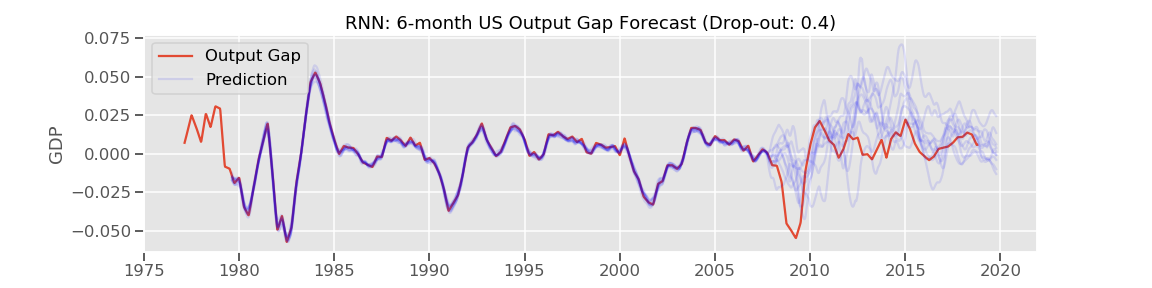 RNN: 6-month US Output Gap Forecast (Drop-out: 0.4)
Output Gap
Prediction
GDP
0.075
0.050
0.025
0.000
−0.025
−0.050
1975 1980 1985 1990 1995 2000 2005 2010 2015 2020